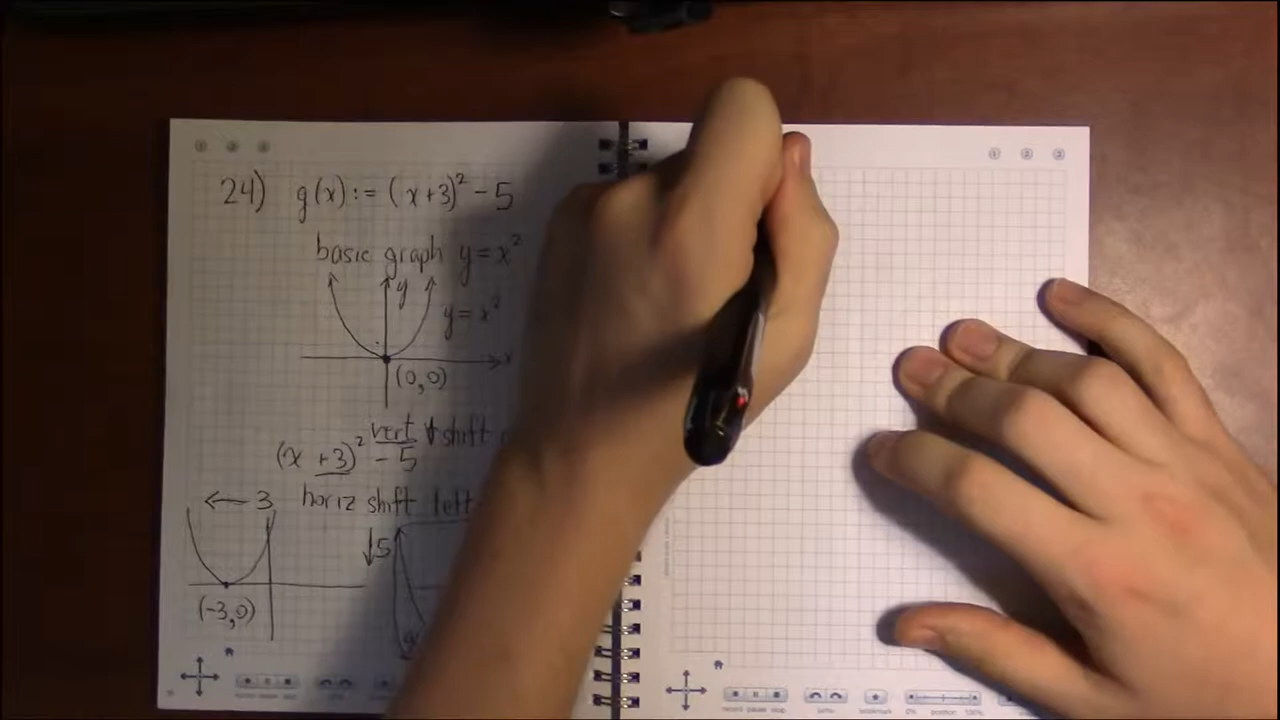 24) g(x):= (x+3)² - 5
basic graph y = x²
y
y = x²
x
(0,0)
vert ↓ shift
(x +3)² - 5
← 3 horiz shift left
↓5
(-3,0)